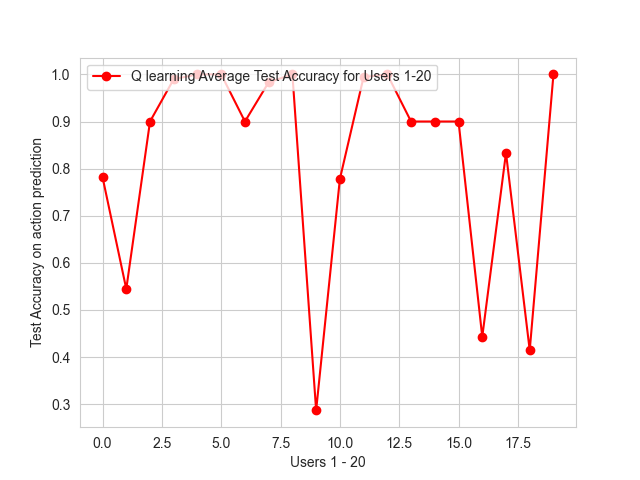 Q learning Average Test Accuracy for Users 1-20
1.0
0.9
0.8
0.7
0.6
0.5
0.4
0.3
Test Accuracy on action prediction
0.0 2.5 5.0 7.5 10.0 12.5 15.0 17.5
Users 1 - 20